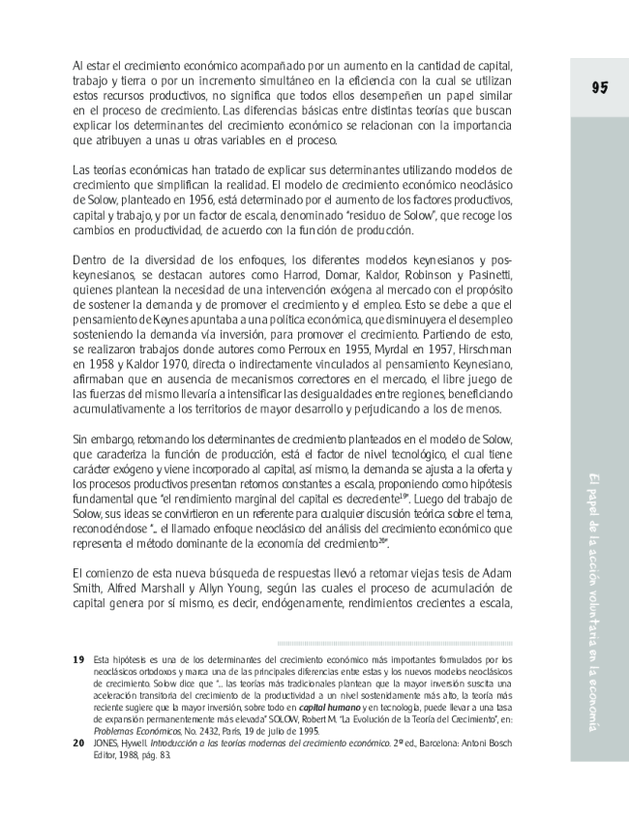 Al estar el crecimiento económico acompañado por un aumento en la cantidad de capital,
trabajo y tierra o por un incremento simultáneo en la eficiencia con la cual se utilizan
estos recursos productivos, no significa que todos ellos desempeñen un papel similar
en el proceso de crecimiento. Las diferencias básicas entre distintas teorías que buscan
explicar los determinantes del crecimiento económico se relacionan con la importancia
que atribuyen a unas u otras variables en el proceso.
Las teorías económicas han tratado de explicar sus determinantes utilizando modelos de
crecimiento que simplifican la realidad. El modelo de crecimiento económico neoclásico
de Solow, planteado en 1956, está determinado por el aumento de los factores productivos,
capital y trabajo, y por un factor de escala, denominado "residuo de Solow", que recoge los
cambios en productividad, de acuerdo con la función de producción.
Dentro de la diversidad de los enfoques, los diferentes modelos keynesianos y pos-
keynesianos, se destacan autores como Harrod, Domar, Kaldor, Robinson y Pasinetti,
quienes plantean la necesidad de una intervención exógena al mercado con el propósito
de sostener la demanda y de promover el crecimiento y el empleo. Esto se debe a que el
pensamiento de Keynes apuntaba a una política económica, que disminuyera el desempleo
sosteniendo la demanda vía inversión, para promover el crecimiento. Partiendo de esto,
se realizaron trabajos donde autores como Perroux en 1955, Myrdal en 1957, Hirschman
en 1958 y Kaldor 1970, directa o indirectamente vinculados al pensamiento Keynesiano,
afirmaban que en ausencia de mecanismos correctores en el mercado, el libre juego de
las fuerzas del mismo llevaría a intensificar las desigualdades entre regiones, beneficiando
acumulativamente a los territorios de mayor desarrollo y perjudicando a los de menos.
Sin embargo, retomando los determinantes de crecimiento planteados en el modelo de Solow,
que caracteriza la función de producción, está el factor de nivel tecnológico, el cual tiene
carácter exógeno y viene incorporado al capital, así mismo, la demanda se ajusta a la oferta y
los procesos productivos presentan retornos constantes a escala, proponiendo como hipótesis
fundamental que: "el rendimiento marginal del capital es decreciente19". Luego del trabajo de
Solow, sus ideas se convirtieron en un referente para cualquier discusión teórica sobre el tema,
reconociéndose "... el llamado enfoque neoclásico del análisis del crecimiento económico que
representa el método dominante de la economía del crecimiento20".
El comienzo de esta nueva búsqueda de respuestas llevó a retomar viejas tesis de Adam
Smith, Alfred Marshall y Allyn Young, según las cuales el proceso de acumulación de
capital genera por sí mismo, es decir, endógenamente, rendimientos crecientes a escala,
19 Esta hipótesis es una de los determinantes del crecimiento económico más importantes formulados por los
neoclásicos ortodoxos y marca una de las principales diferencias entre estas y los nuevos modelos neoclásicos
de crecimiento. Solow dice que "... las teorías más tradicionales plantean que la mayor inversión suscita una
aceleración transitoria del crecimiento de la productividad a un nivel sostenidamente más alto, la teoría más
reciente sugiere que la mayor inversión, sobre todo en capital humano y en tecnología, puede llevar a una tasa
de expansión permanentemente más elevada" SOLOW, Robert M. "La Evolución de la Teoría del Crecimiento", en:
Problemas Económicos, No. 2432, París, 19 de julio de 1995.
20 JONES, Hywell. Introducción a las teorías modernas del crecimiento económico. 2ª ed., Barcelona: Antoni Bosch
Editor, 1988, pág. 83.
95
El papel de la acción voluntaria en la economía